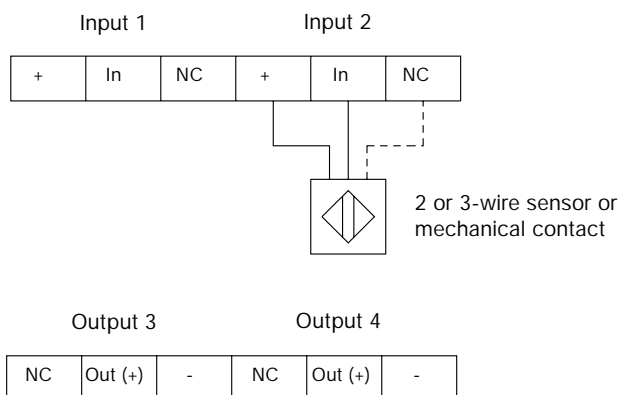 Input 1 Input 2
+ In NC + In NC
2 or 3-wire sensor or
mechanical contact
Output 3 Output 4
NC Out (+) - NC Out (+) -